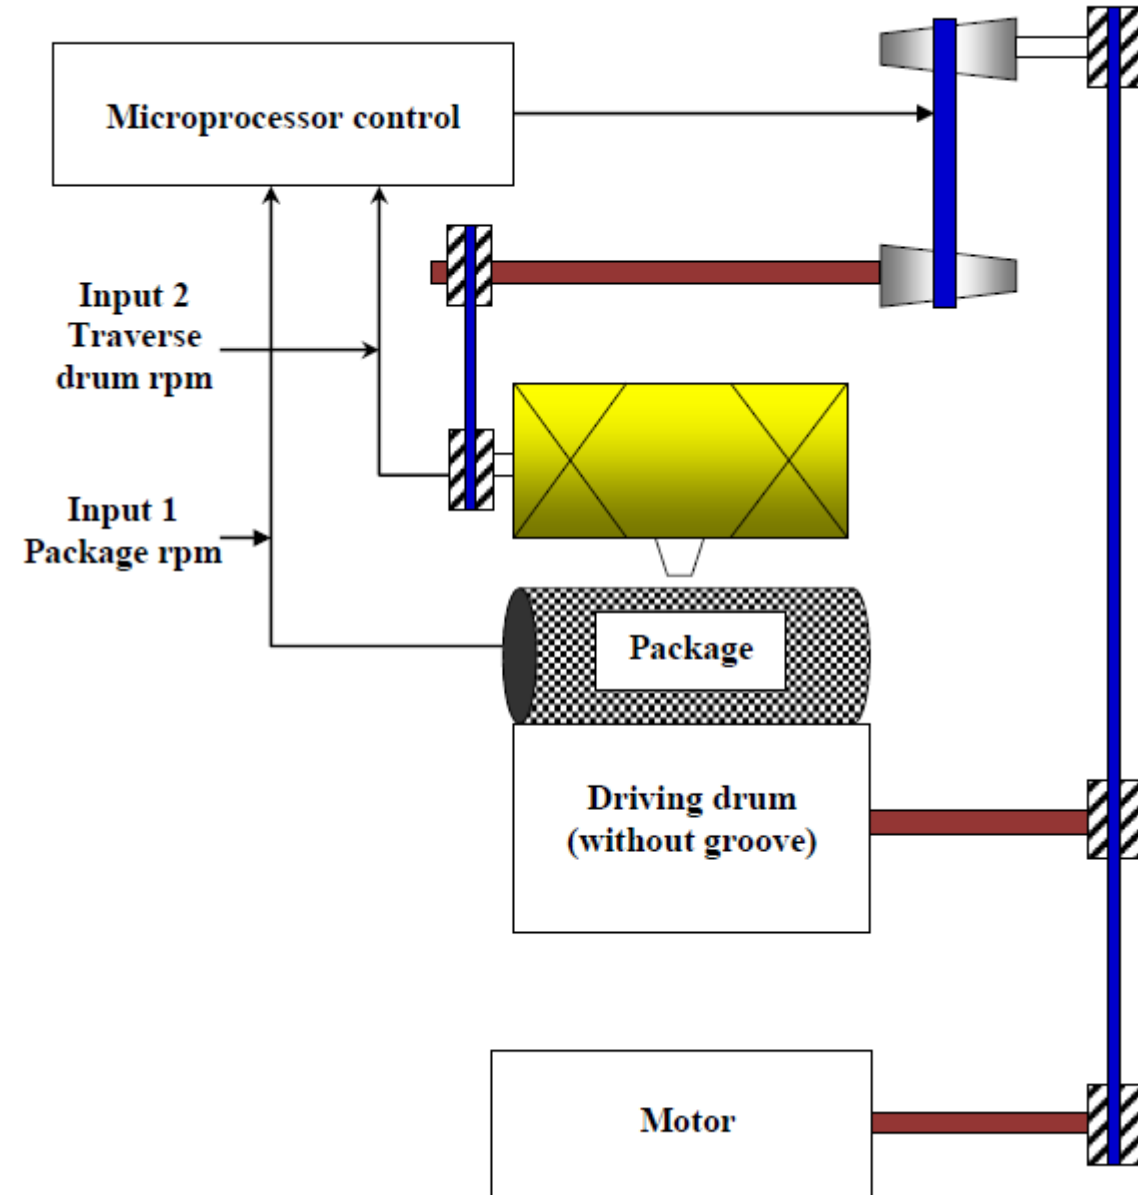 Microprocessor control
Input 2
Traverse
drum rpm
Input 1
Package rpm
Package
Driving drum
(without groove)
Motor